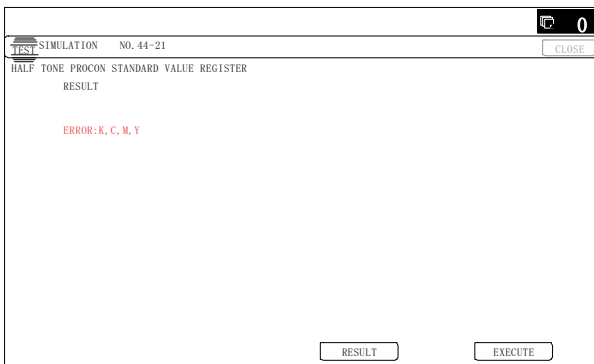 0
TEST SIMULATION NO. 44-21
CLOSE
HALF TONE PROCON STANDARD VALUE REGISTER
RESULT
ERROR:K, C, M, Y
RESULT EXECUTE